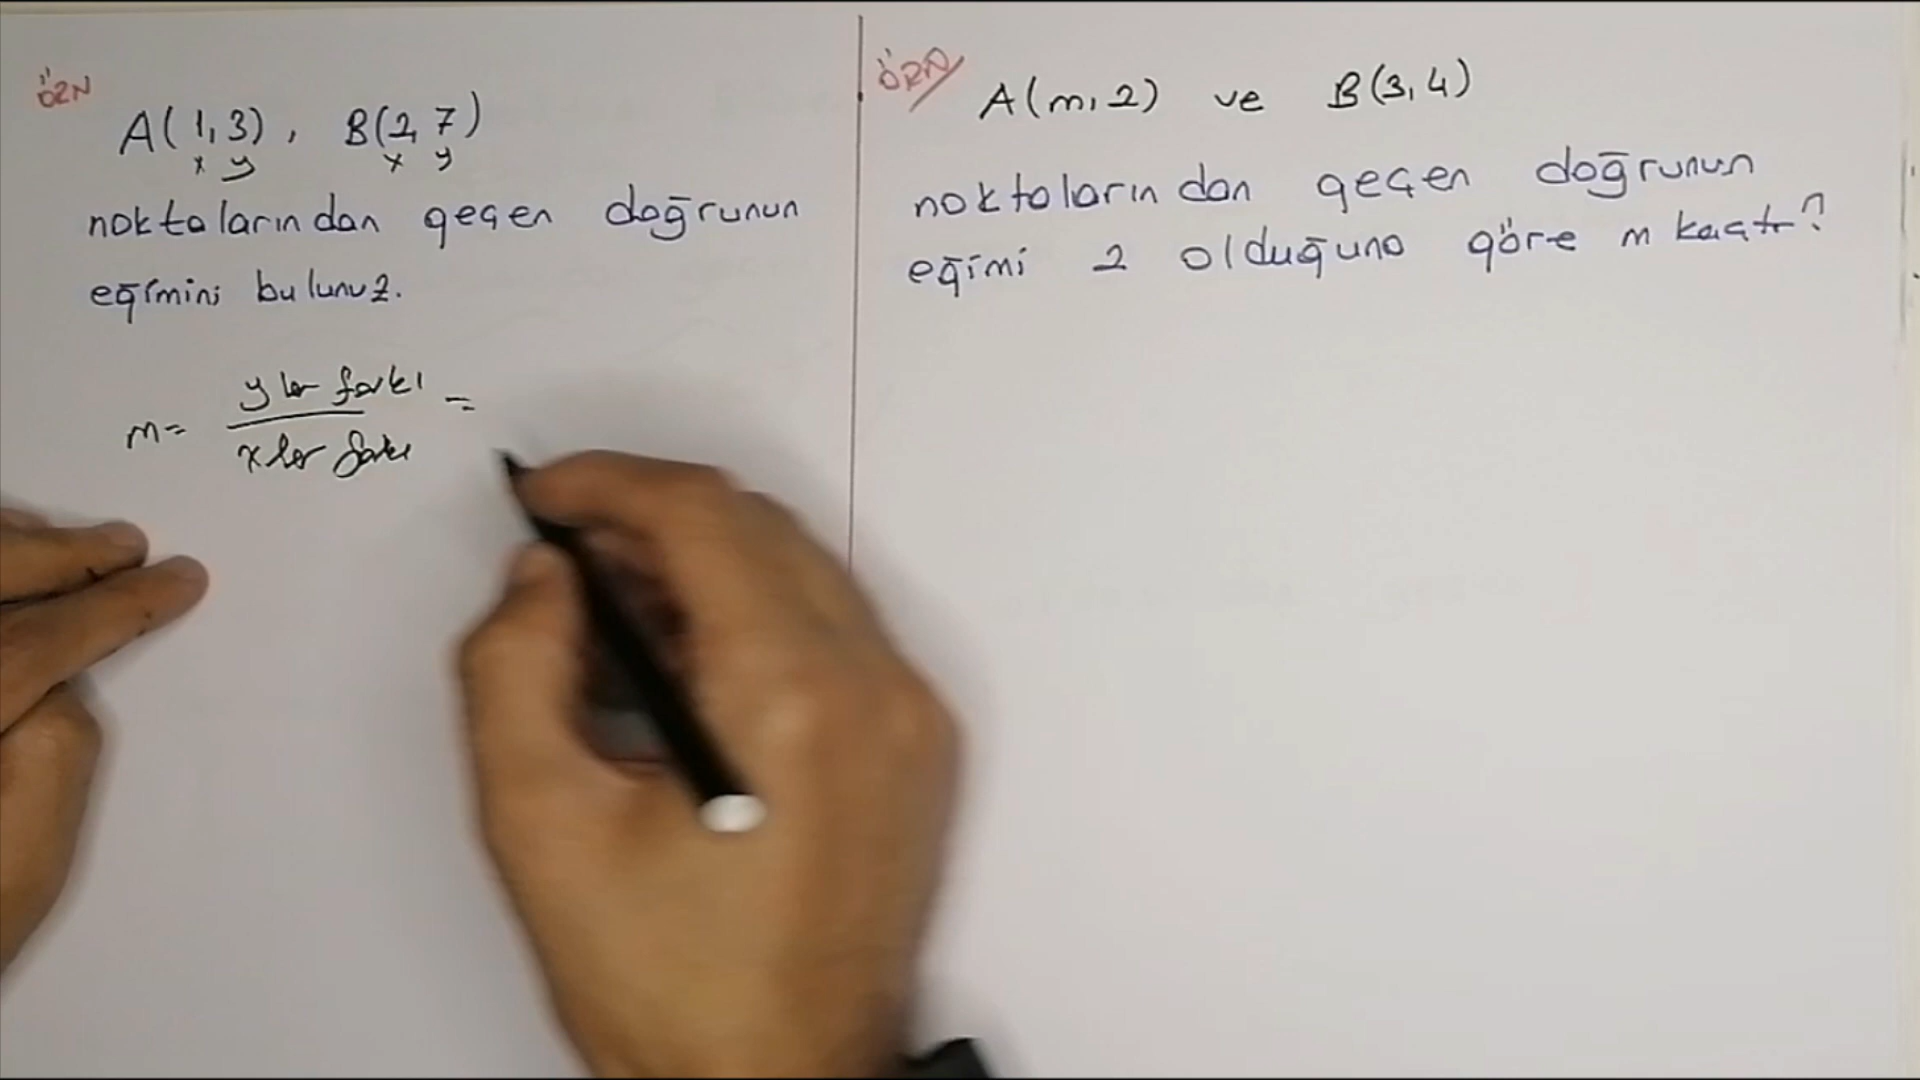 ÖRN
A(1,3), B(2,7)
x y x y
noktalarından geçen doğrunun
eğimini bulunuz.
m= y ler farkı =
x ler farkı
ÖRN
A(m,2) ve B(3,4)
noktalarından geçen doğrunun
eğimi 2 olduğuna göre m kaçtır?